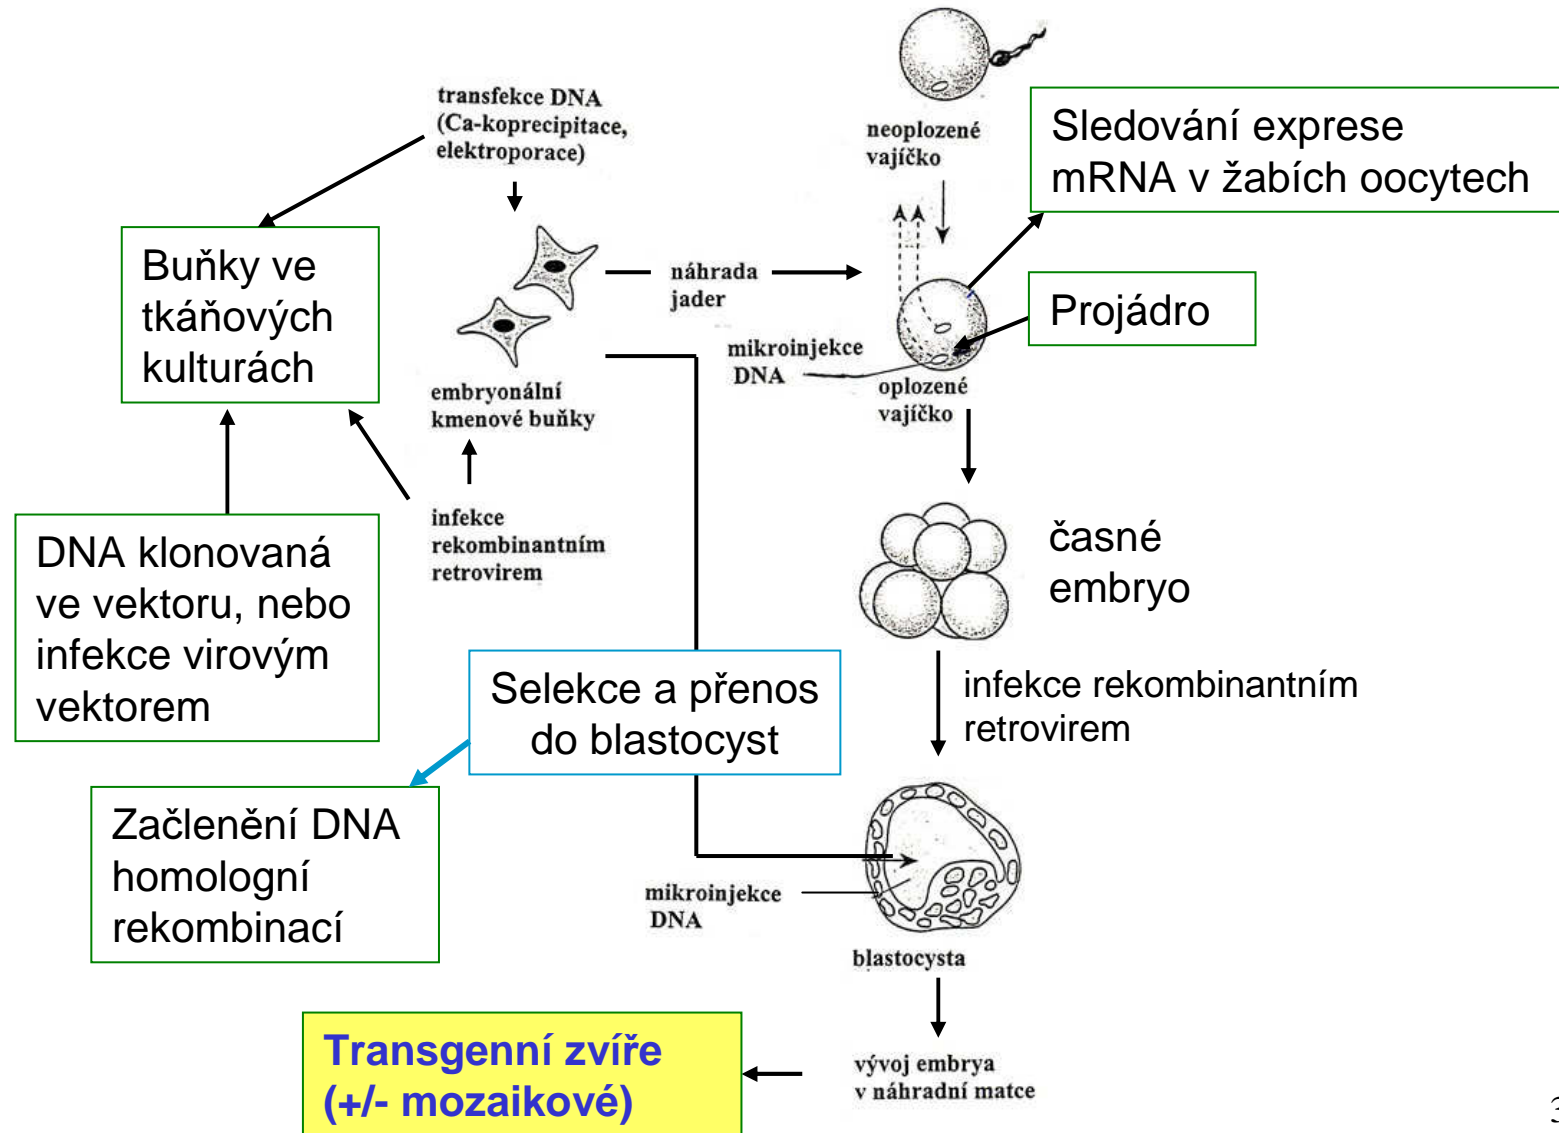 transfekce DNA
(Ca-koprecipitace,
elektroporace)
neoplozené
vajíčko
Sledování exprese
mRNA v žabích oocytech
Buňky ve
tkáňových
kulturách
náhrada
jader
Projádro
mikroinjekce
DNA
oplozené
vajíčko
embryonální
kmenové buňky
infekce
rekombinantním
retrovirem
DNA klonovaná
ve vektoru, nebo
infekce virovým
vektorem
časné
embryo
Selekce a přenos
do blastocyst
infekce rekombinantním
retrovirem
Začlenění DNA
homologní
rekombinací
mikroinjekce
DNA
blastocysta
Transgenní zvíře
(+/- mozaikové)
vývoj embrya
v náhradní matce